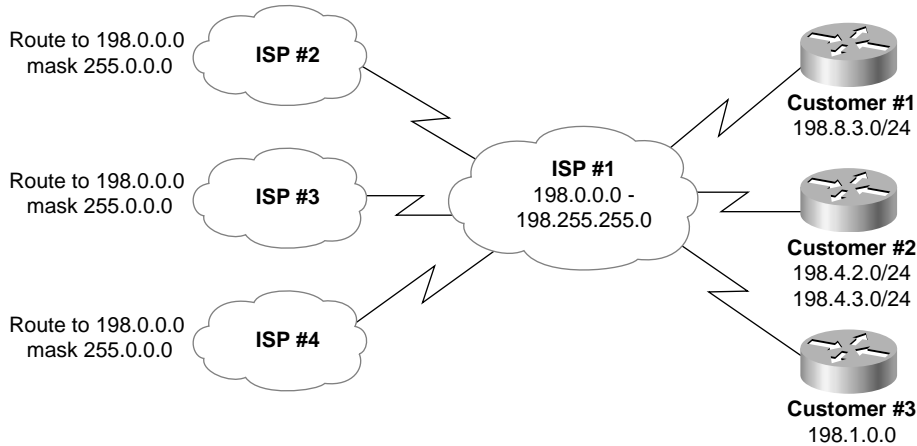 Route to 198.0.0.0
mask 255.0.0.0
ISP #2
Route to 198.0.0.0
mask 255.0.0.0
ISP #3
Route to 198.0.0.0
mask 255.0.0.0
ISP #4
ISP #1
198.0.0.0 -
198.255.255.0
Customer #1
198.8.3.0/24
Customer #2
198.4.2.0/24
198.4.3.0/24
Customer #3
198.1.0.0